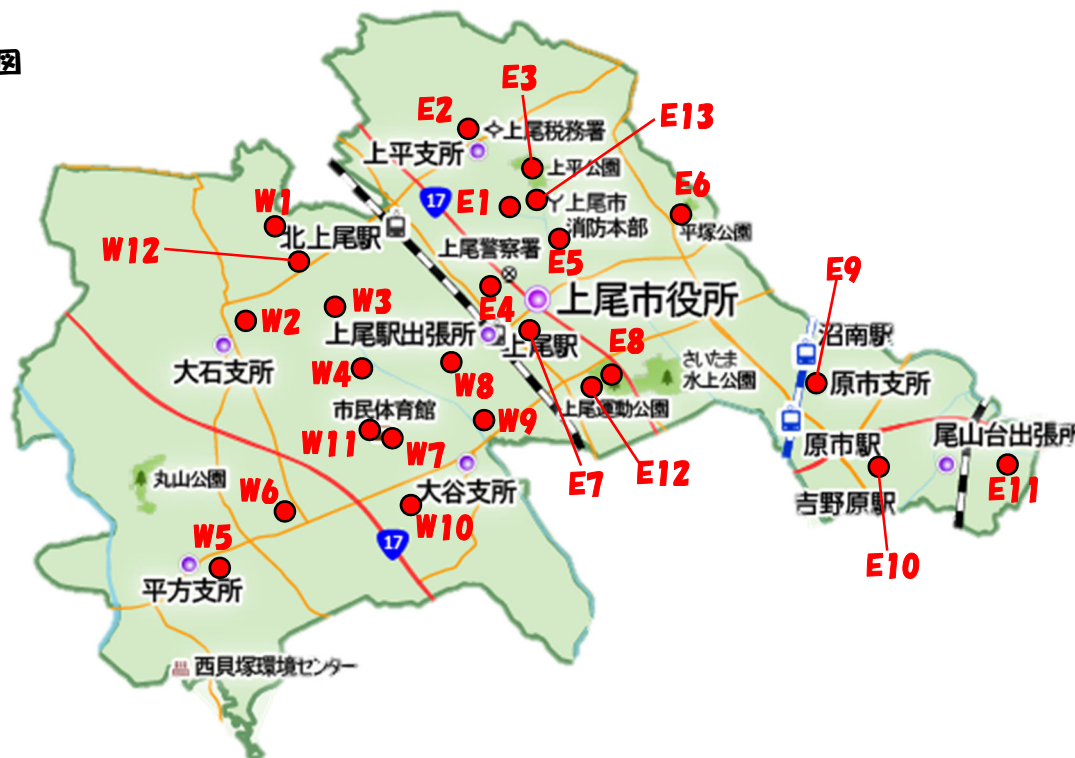 図
E3
E2
E13
上尾税務署
上平支所
上平公園
17
E1
上尾市
消防本部
E6
平塚公園
W1
北上尾駅
W12
上尾警察署
E5
E9
上尾市役所
W3
E4
W2
上尾駅出張所
上尾駅
E8
沼南駅
大石支所
W4
W8
さいたま
水上公園
原市支所
市民体育館
上尾運動公園
W9
W11
W7
原市駅
尾山台出張所
E7
E12
丸山公園
W6
大谷支所
E11
W10
吉野原駅
W5
17
E10
平方支所
西貝塚環境センター